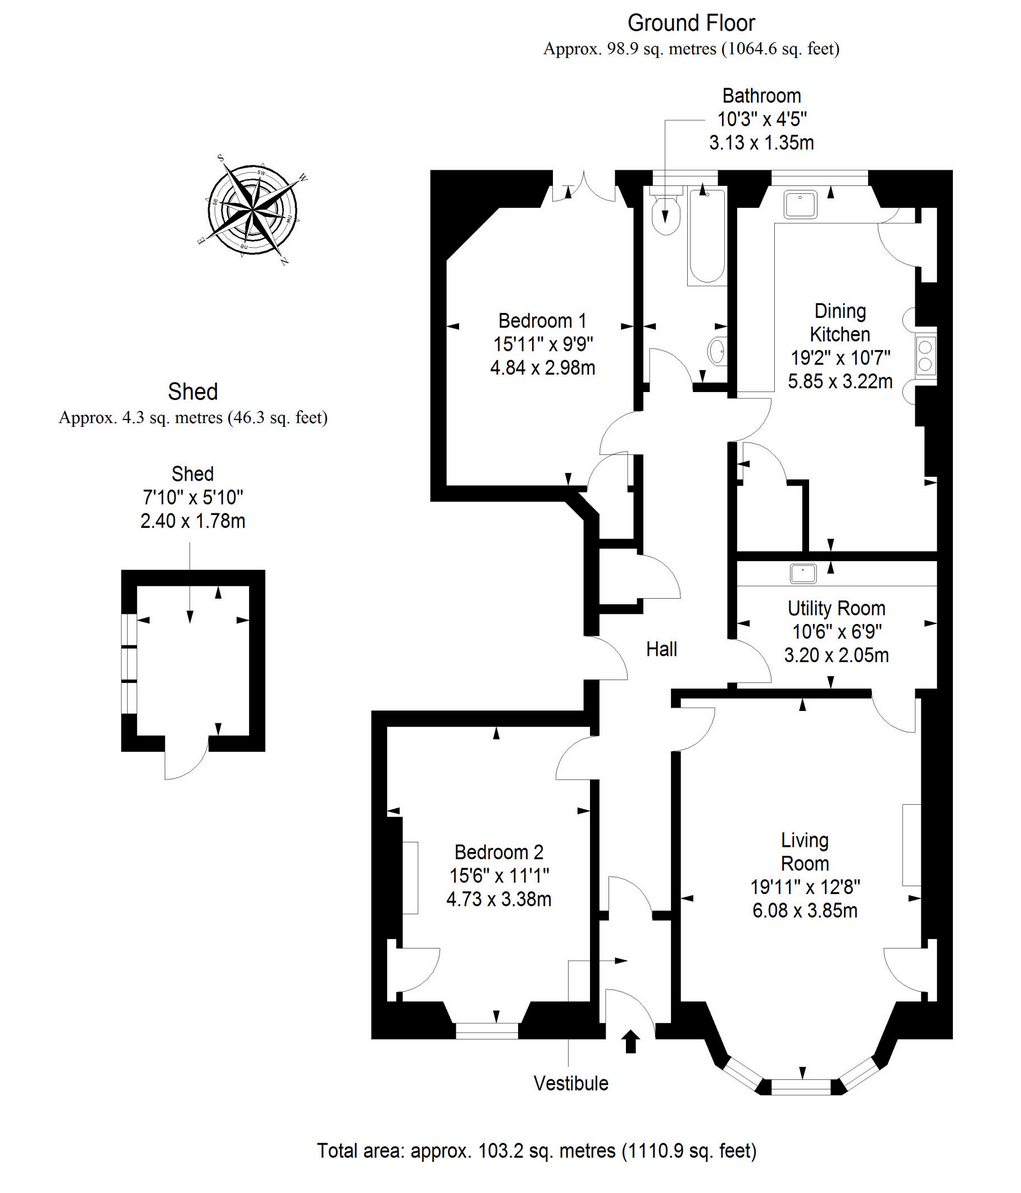 Ground Floor
Approx. 98.9 sq. metres (1064.6 sq. feet)
Bathroom
10'3" x 4'5"
3.13 x 1.35m
S
SW
W
SE
NW
E
NE
N
Bedroom 1
15'11" x 9'9"
4.84 x 2.98m
Dining
Kitchen
19'2" x 10'7"
5.85 x 3.22m
Shed
Approx. 4.3 sq. metres (46.3 sq. feet)
Shed
7'10" x 5'10"
2.40 x 1.78m
Utility Room
10'6" x 6'9"
3.20 x 2.05m
Hall
Bedroom 2
15'6" x 11'1"
4.73 x 3.38m
Living
Room
19'11" x 12'8"
6.08 x 3.85m
Vestibule
Total area: approx. 103.2 sq. metres (1110.9 sq. feet)